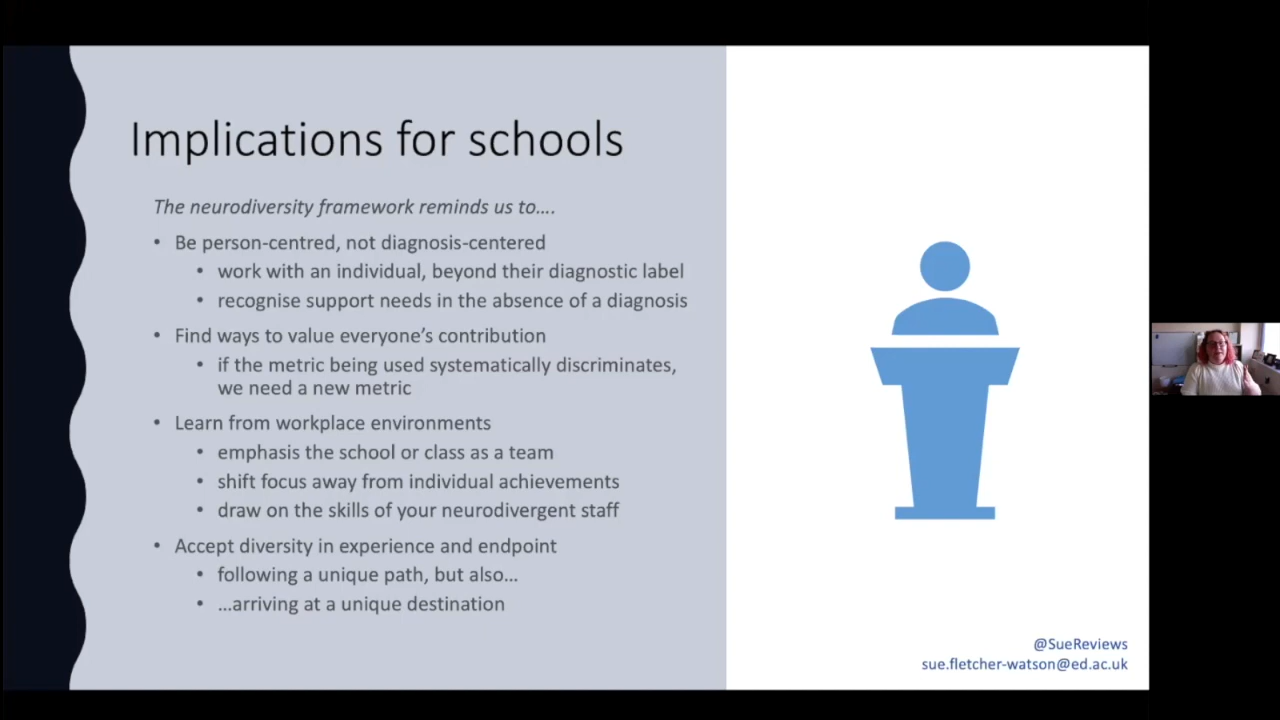 Implications for schools
The neurodiversity framework reminds us to....
• Be person-centred, not diagnosis-centered
• work with an individual, beyond their diagnostic label
• recognise support needs in the absence of a diagnosis
• Find ways to value everyone's contribution
• if the metric being used systematically discriminates,
we need a new metric
• Learn from workplace environments
• emphasis the school or class as a team
• shift focus away from individual achievements
• draw on the skills of your neurodivergent staff
• Accept diversity in experience and endpoint
• following a unique path, but also…
• …arriving at a unique destination
@SueReviews
sue.fletcher-watson@ed.ac.uk